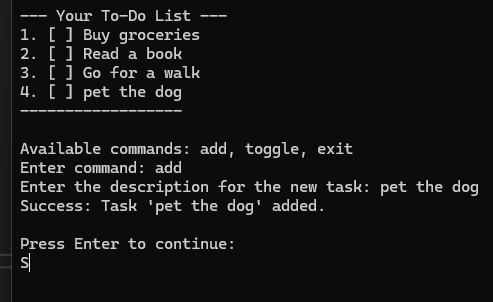 --- Your To-Do List ---
1. [ ] Buy groceries
2. [ ] Read a book
3. [ ] Go for a walk
4. [ ] pet the dog
------------------
Available commands: add, toggle, exit
Enter command: add
Enter the description for the new task: pet the dog
Success: Task 'pet the dog' added.
Press Enter to continue:
S